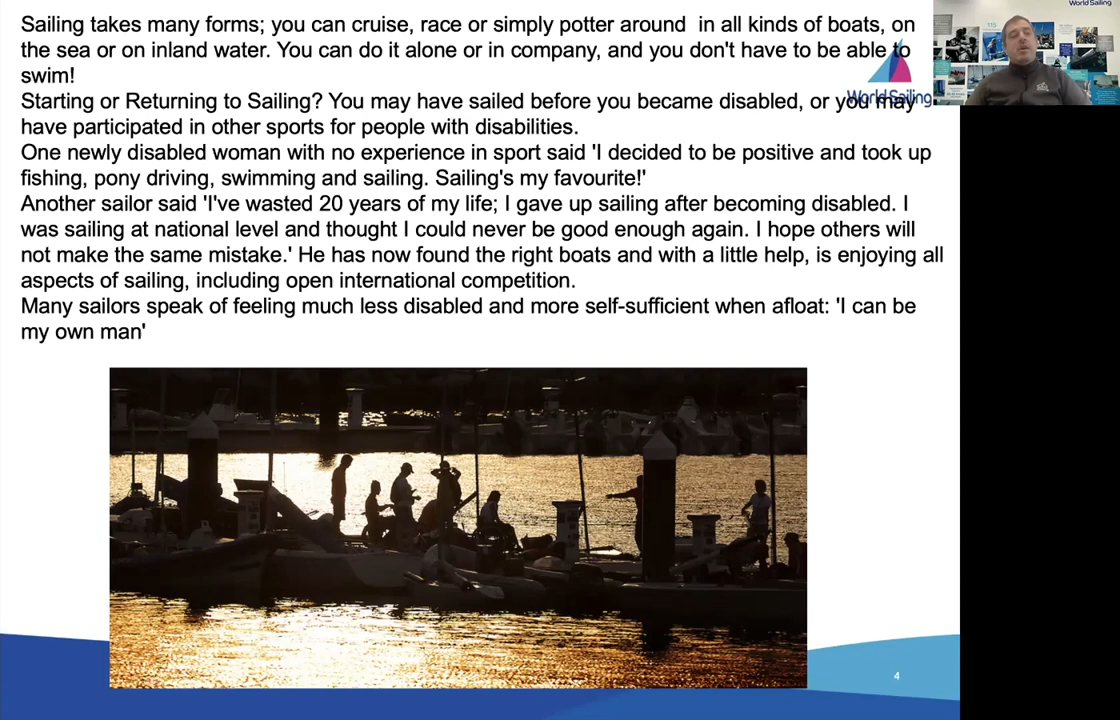 Sailing takes many forms; you can cruise, race or simply potter around in all kinds of boats, on
the sea or on inland water. You can do it alone or in company, and you don't have to be able to
swim!
Starting or Returning to Sailing? You may have sailed before you became disabled, or you may
have participated in other sports for people with disabilities.
One newly disabled woman with no experience in sport said 'I decided to be positive and took up
fishing, pony driving, swimming and sailing. Sailing's my favourite!'
Another sailor said 'I've wasted 20 years of my life; I gave up sailing after becoming disabled. I
was sailing at national level and thought I could never be good enough again. I hope others will
not make the same mistake.' He has now found the right boats and with a little help, is enjoying all
aspects of sailing, including open international competition.
Many sailors speak of feeling much less disabled and more self-sufficient when afloat: 'I can be
my own man'
World Sailing
World Sailing
115
4